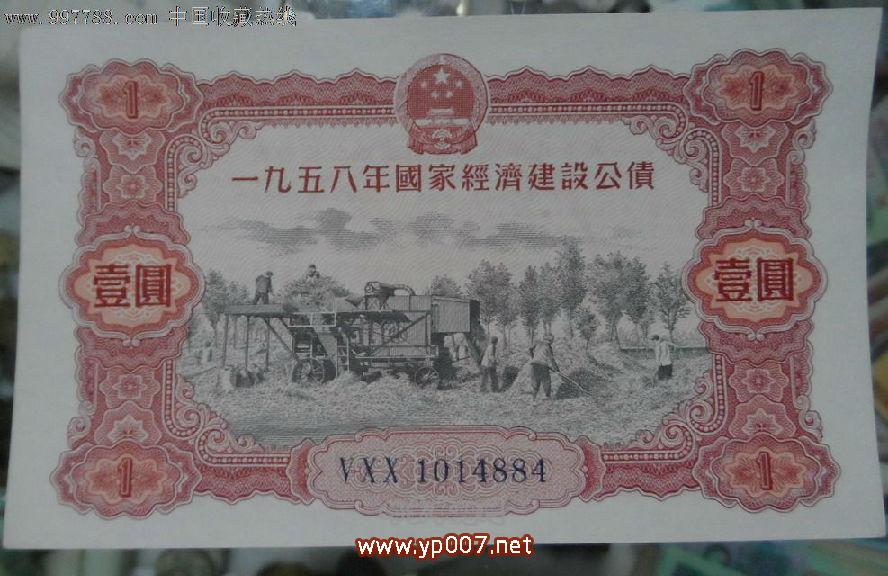 www.997788.com 中国收藏热线
1 1
一九五八年國家經濟建設公債
壹圓 壹圓
VXX 1014884
1 1
www.yp007.net